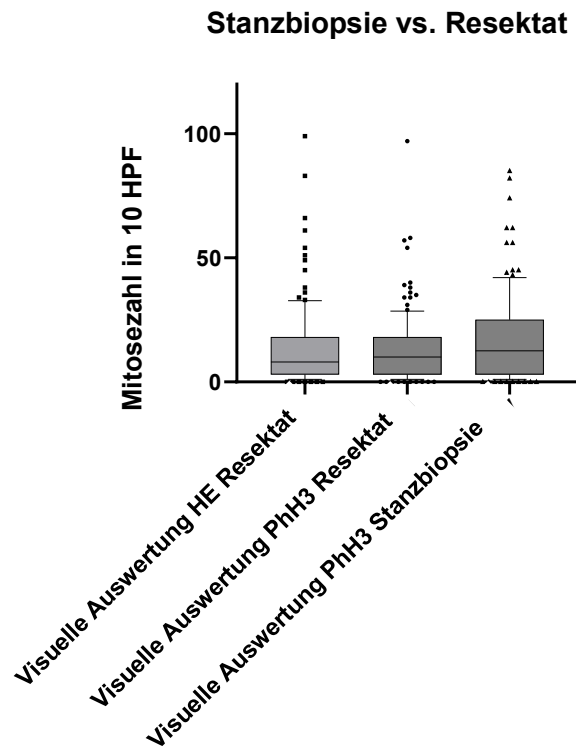 Stanzbiopsie vs. Resektat
Mitosezahl in 10 HPF
100
50
0
Visuelle Auswertung HE Resektat
Visuelle Auswertung PhH3 Resektat
Visuelle Auswertung PhH3 Stanzbiopsie